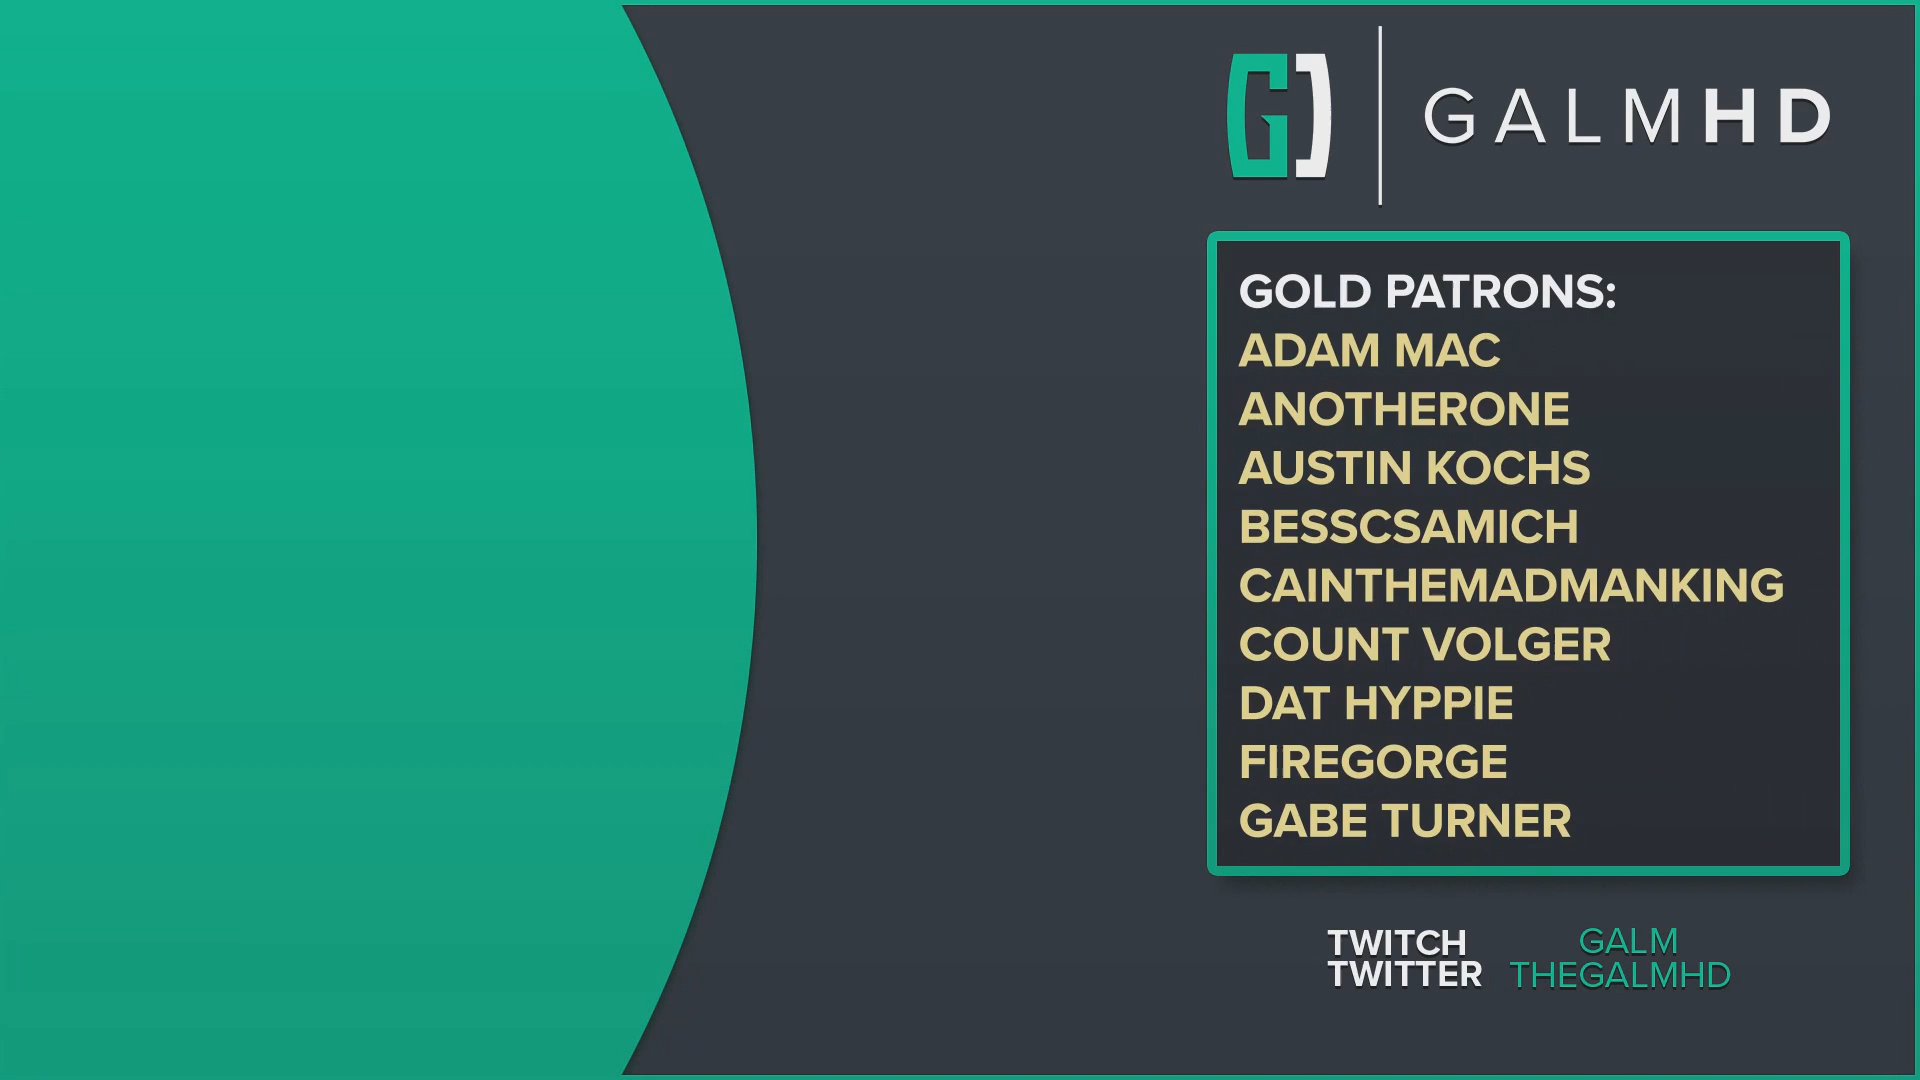 GALMHD
GOLD PATRONS:
ADAM MAC
ANOTHERONE
AUSTIN KOCHS
BESSCSAMICH
CAINTHEMADMANKING
COUNT VOLGER
DAT HYPPIE
FIREGORGE
GABE TURNER
TWITCH GALM
TWITTER THEGALMHD